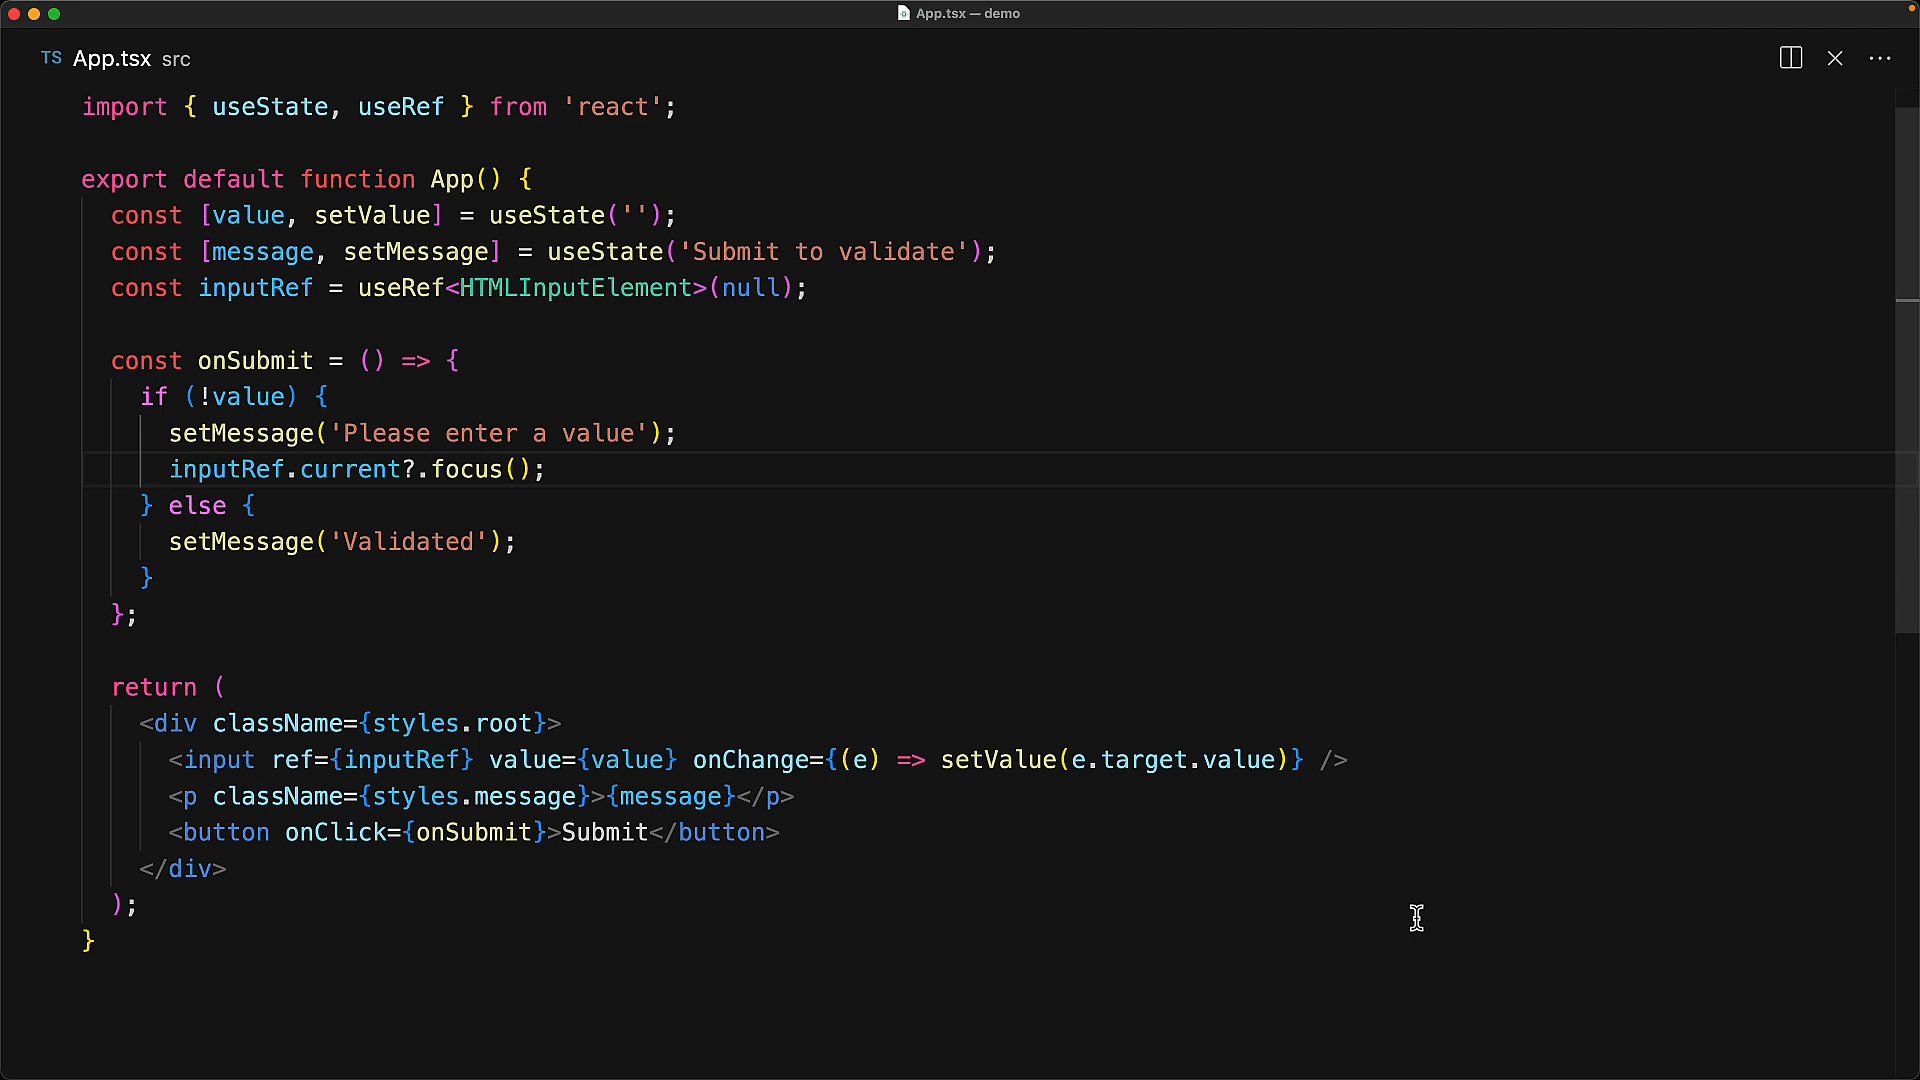 App.tsx — demo
TS App.tsx src
import { useState, useRef } from 'react';
export default function App() {
const [value, setValue] = useState('');
const [message, setMessage] = useState('Submit to validate');
const inputRef = useRef<HTMLInputElement>(null);
const onSubmit = () => {
if (!value) {
setMessage('Please enter a value');
inputRef.current?.focus();
} else {
setMessage('Validated');
}
};
return (
<div className={styles.root}>
<input ref={inputRef} value={value} onChange={(e) => setValue(e.target.value)} />
<p className={styles.message}>{message}</p>
<button onClick={onSubmit}>Submit</button>
</div>
);
}